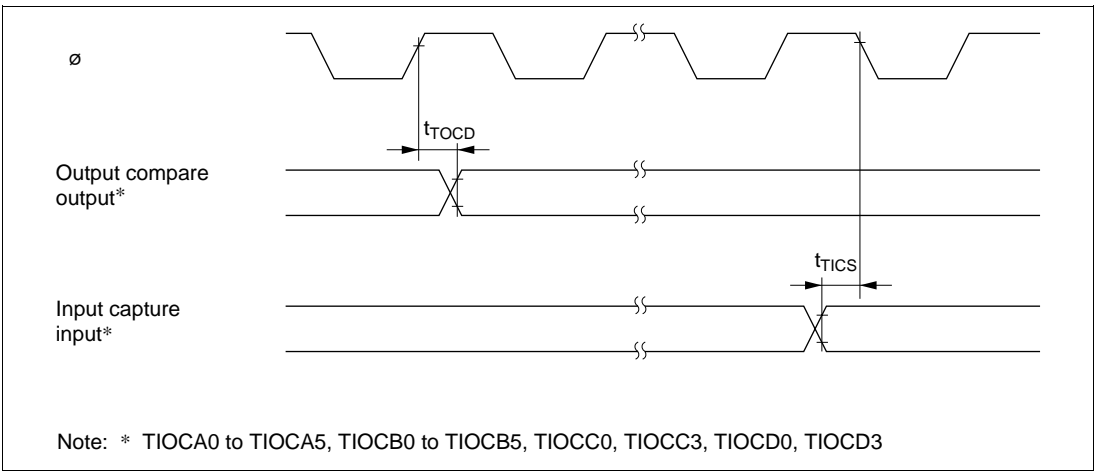 ø
tTOCD
Output compare
output*
tTICS
Input capture
input*
Note: * TIOCA0 to TIOCA5, TIOCB0 to TIOCB5, TIOCC0, TIOCC3, TIOCD0, TIOCD3